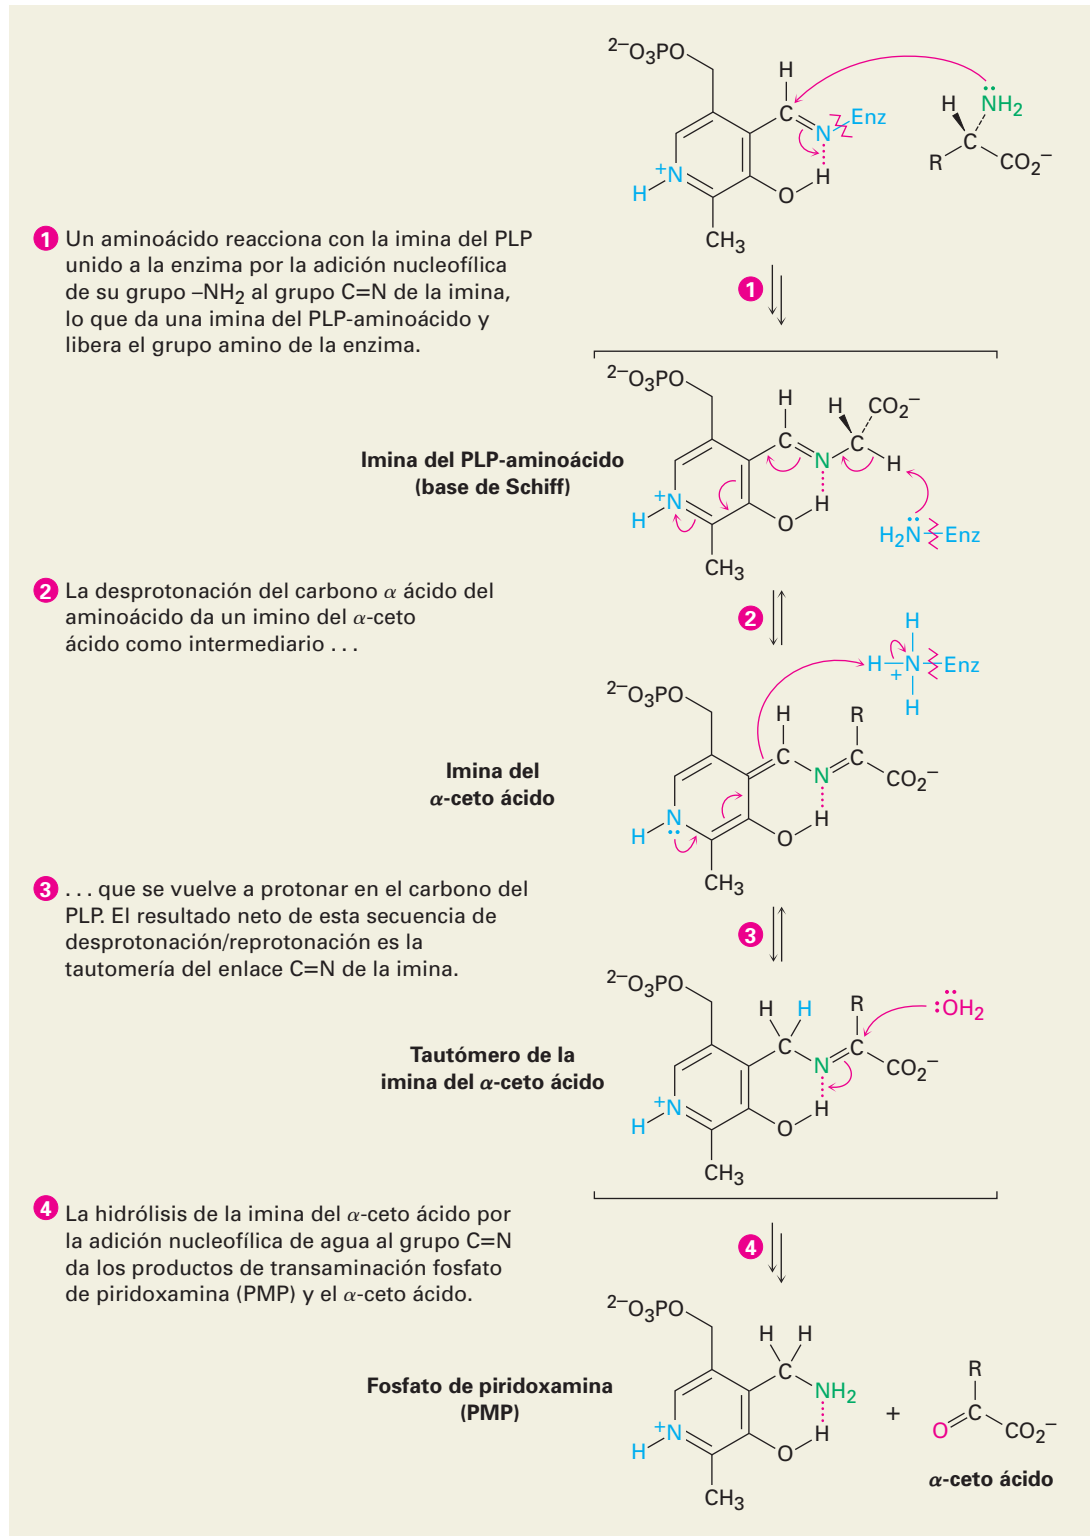 2–O3PO
H
C
N
Enz
H
NH2
C
R
CO2–
+N
H
O
H
CH3
1 Un aminoácido reacciona con la imina del PLP
unido a la enzima por la adición nucleofílica
de su grupo –NH2 al grupo C=N de la imina,
lo que da una imina del PLP-aminoácido y
libera el grupo amino de la enzima.
1
2–O3PO
H
H
CO2–
C
N
C
H
Imina del PLP-aminoácido
(base de Schiff)
+N
H
O
H
H2N
Enz
CH3
2 La desprotonación del carbono α ácido del
aminoácido da un imino del α-ceto
ácido como intermediario . . .
2
H
H
N
+
Enz
H
2–O3PO
H
R
C
N
C
CO2–
Imina del
α-ceto ácido
N
H
O
H
CH3
3 . . . que se vuelve a protonar en el carbono del
PLP. El resultado neto de esta secuencia de
desprotonación/reprotonación es la
tautomería del enlace C=N de la imina.
3
2–O3PO
H
H
R
:OH2
C
N
C
CO2–
Tautómero de la
imina del α-ceto ácido
+N
H
O
H
CH3
4 La hidrólisis de la imina del α-ceto ácido por
la adición nucleofílica de agua al grupo C=N
da los productos de transaminación fosfato
de piridoxamina (PMP) y el α-ceto ácido.
4
2–O3PO
H
H
C
NH2
Fosfato de piridoxamina
(PMP)
+N
H
O
H
CH3
+
R
C
O
CO2–
α-ceto ácido